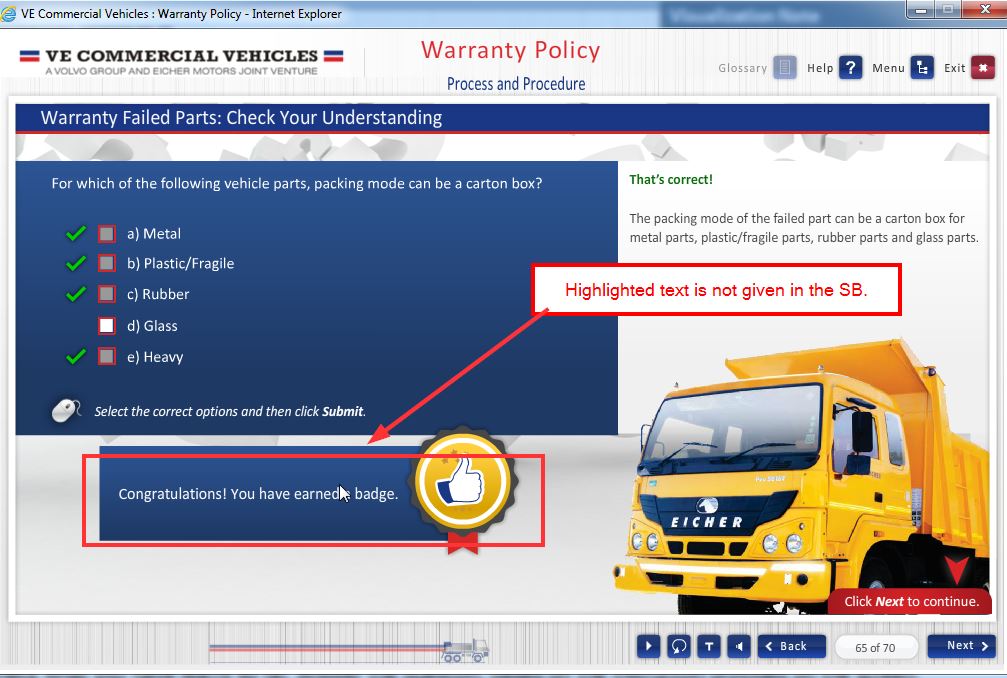 VE Commercial Vehicles : Warranty Policy - Internet Explorer
VE COMMERCIAL VEHICLES
A VOLVO GROUP AND EICHER MOTORS JOINT VENTURE
Warranty Policy
Process and Procedure
Glossary Help ? Menu Exit
Warranty Failed Parts: Check Your Understanding
For which of the following vehicle parts, packing mode can be a carton box?
a) Metal
b) Plastic/Fragile
c) Rubber
d) Glass
e) Heavy
Select the correct options and then click Submit.
That's correct!
The packing mode of the failed part can be a carton box for
metal parts, plastic/fragile parts, rubber parts and glass parts.
Highlighted text is not given in the SB.
Congratulations! You have earned badge.
EICHER
Click Next to continue.
T
Back
65 of 70
Next